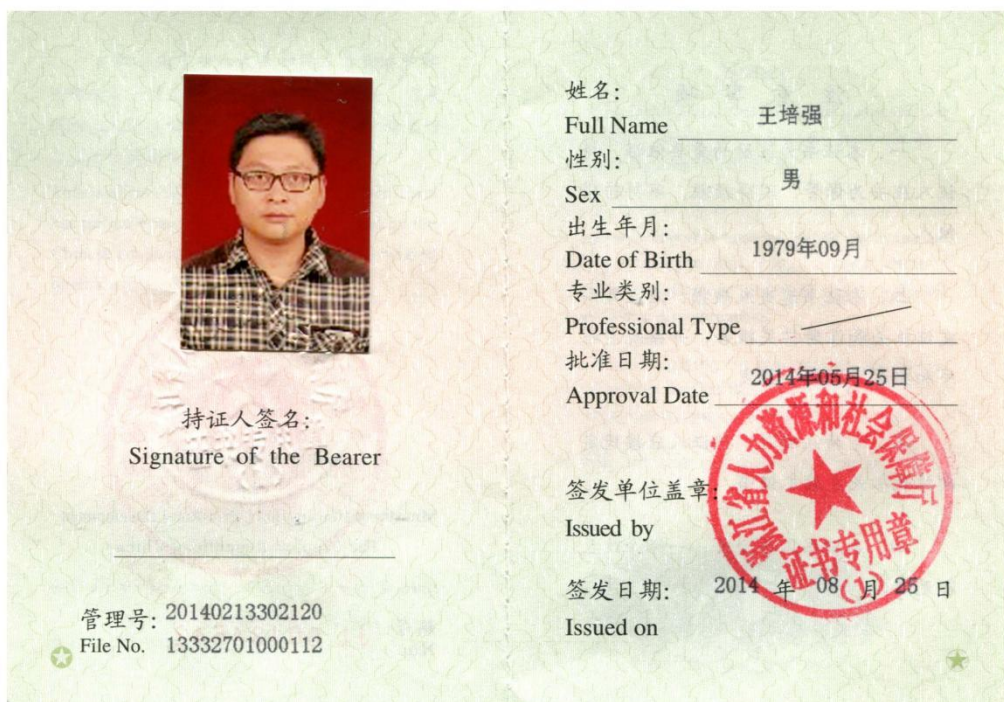 持证人签名:
Signature of the Bearer
管理号: 20140213302120
File No. 13332701000112
姓名:
Full Name 王培强
性别:
Sex 男
出生年月:
Date of Birth 1979年09月
专业类别:
Professional Type
批准日期:
Approval Date 2014年05月25日
签发单位盖章:
Issued by
浙江省人力资源和社会保障厅
证书专用章
(1)
签发日期: 2014 年 08 月 25 日
Issued on